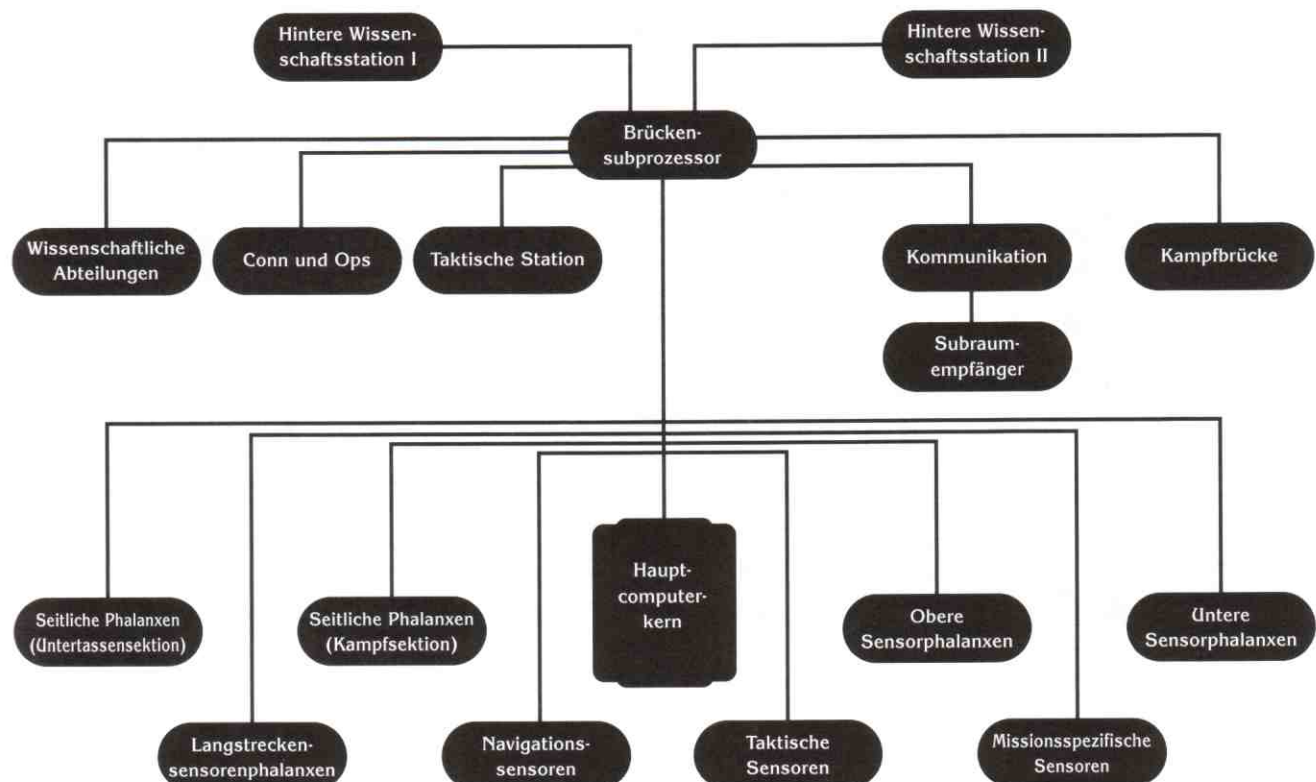 Hintere Wissen-
schaftsstation I
Hintere Wissen-
schaftsstation II
Brücken-
subprozessor
Wissenschaftliche
Abteilungen
Conn und Ops
Taktische Station
Kommunikation
Kampfbrücke
Subraum-
empfänger
Seitliche Phalanxen
(Untertassensektion)
Seitliche Phalanxen
(Kampfsektion)
Haupt-
computer-
kern
Obere
Sensorphalanxen
Untere
Sensorphalanxen
Langstrecken-
sensorenphalanxen
Navigations-
sensoren
Taktische
Sensoren
Missionsspezifische
Sensoren